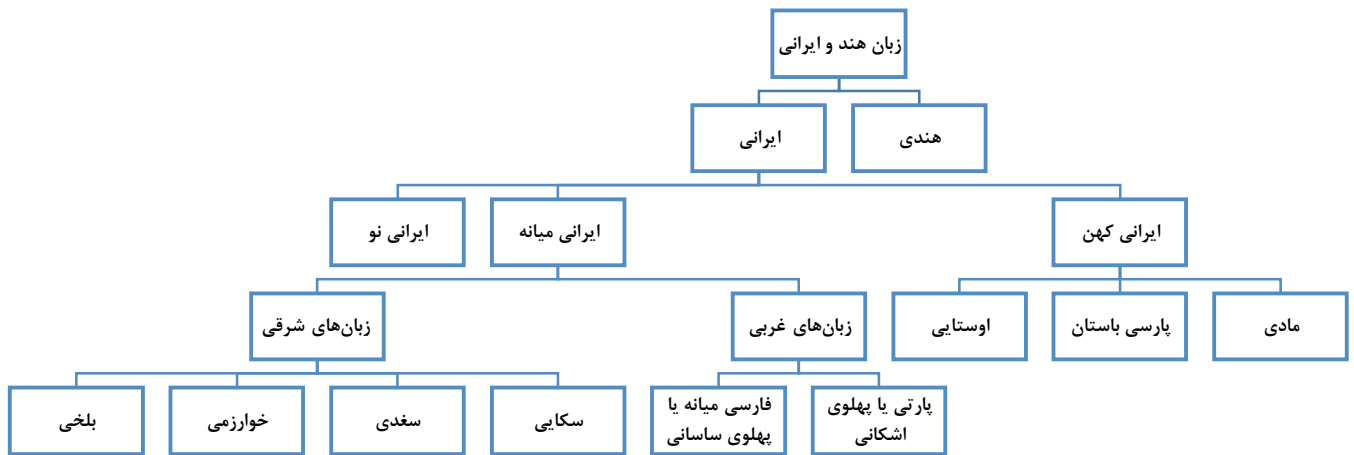 زبان هند و ایرانی
هندی
ایرانی
ایرانی کهن
ایرانی میانه
ایرانی نو
مادی
پارسی باستان
اوستایی
زبان‌های غربی
زبان‌های شرقی
پارتی یا پهلوی
اشکانی
فارسی میانه یا
پهلوی ساسانی
سکایی
سغدی
خوارزمی
بلخی